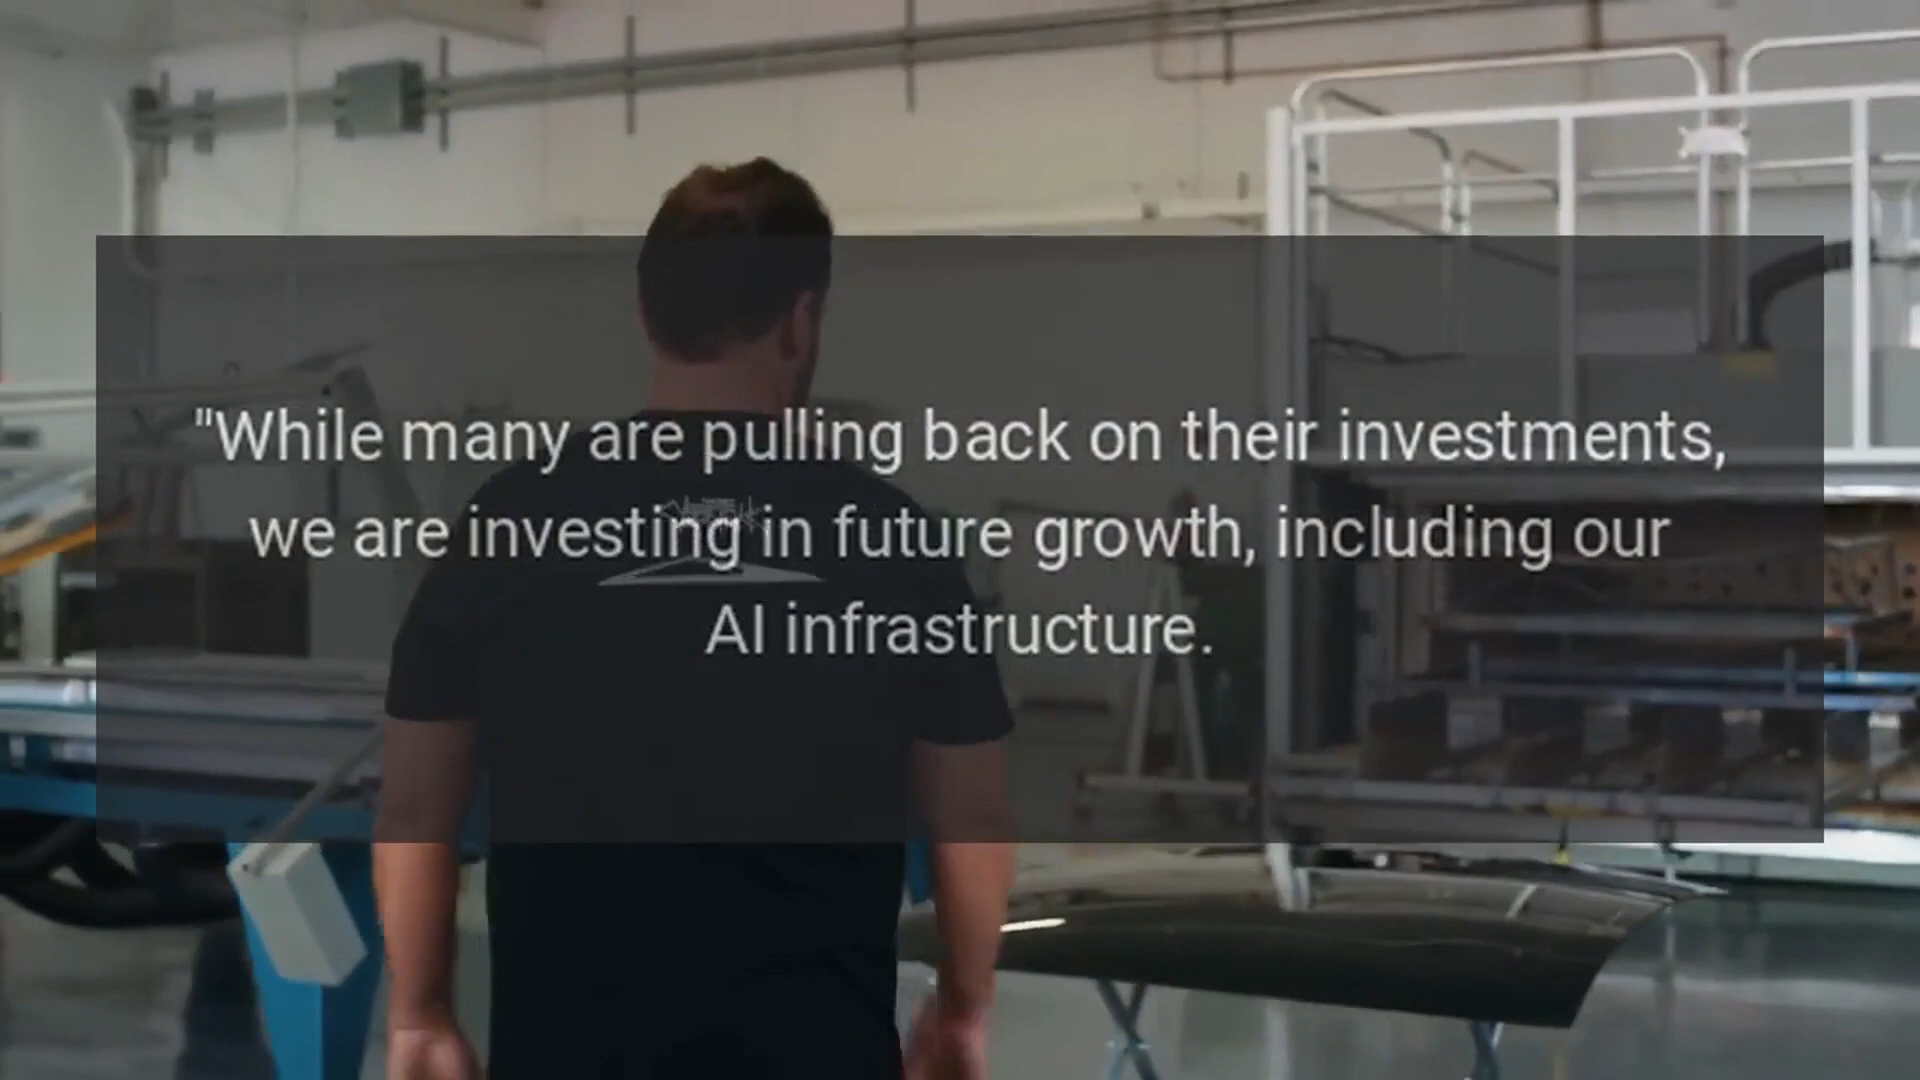 "While many are pulling back on their investments,
we are investing in future growth, including our
AI infrastructure.